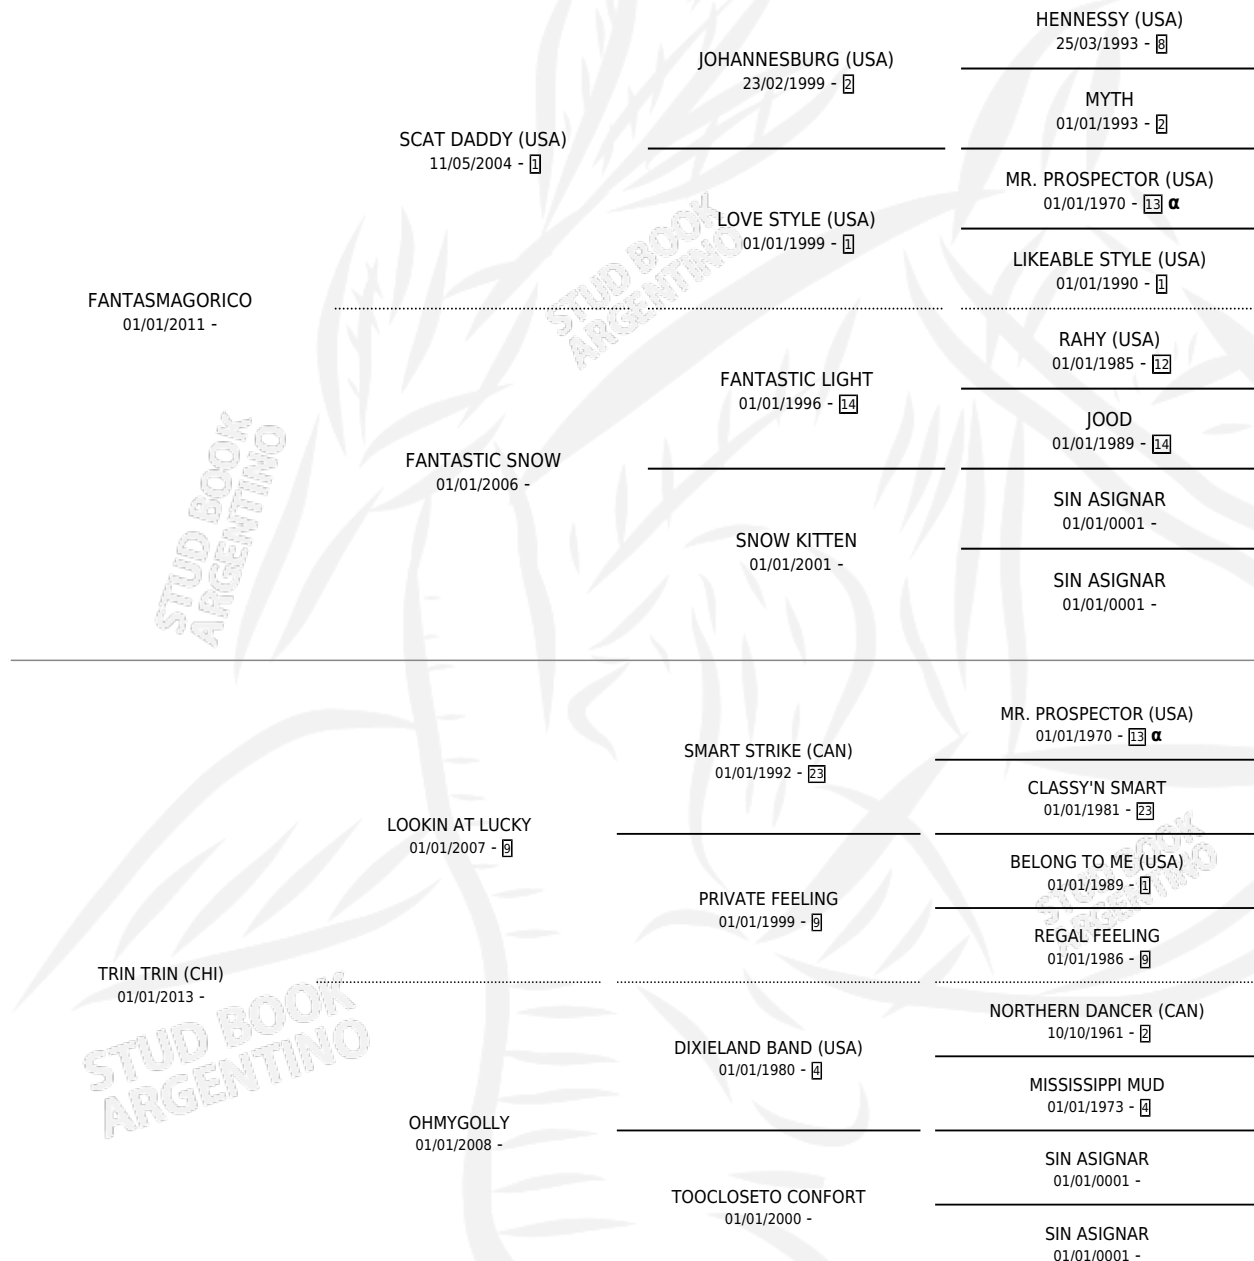 HENNESSY (USA)
25/03/1993 - 8
JOHANNESBURG (USA)
23/02/1999 - 2
MYTH
01/01/1993 - 2
SCAT DADDY (USA)
11/05/2004 - 1
MR. PROSPECTOR (USA)
01/01/1970 - 13 α
LOVE STYLE (USA)
01/01/1999 - 1
LIKEABLE STYLE (USA)
01/01/1990 - 1
FANTASMAGORICO
01/01/2011 -
RAHY (USA)
01/01/1985 - 12
FANTASTIC LIGHT
01/01/1996 - 14
JOOD
01/01/1989 - 14
FANTASTIC SNOW
01/01/2006 -
SIN ASIGNAR
01/01/0001 -
SNOW KITTEN
01/01/2001 -
SIN ASIGNAR
01/01/0001 -
MR. PROSPECTOR (USA)
01/01/1970 - 13 α
SMART STRIKE (CAN)
01/01/1992 - 23
CLASSY'N SMART
01/01/1981 - 23
LOOKIN AT LUCKY
01/01/2007 - 9
BELONG TO ME (USA)
01/01/1989 - 1
PRIVATE FEELING
01/01/1999 - 9
REGAL FEELING
01/01/1986 - 9
TRIN TRIN (CHI)
01/01/2013 -
NORTHERN DANCER (CAN)
10/10/1961 - 2
DIXIELAND BAND (USA)
01/01/1980 - 4
MISSISSIPPI MUD
01/01/1973 - 4
OHMYGOLLY
01/01/2008 -
SIN ASIGNAR
01/01/0001 -
TOOCLOSETO CONFORT
01/01/2000 -
SIN ASIGNAR
01/01/0001 -
STUD BOOK
ARGENTINO
STUD BOOK
ARGENTINO
STUD BOOK
ARGENTINO
STUD BOOK
ARGENTINO